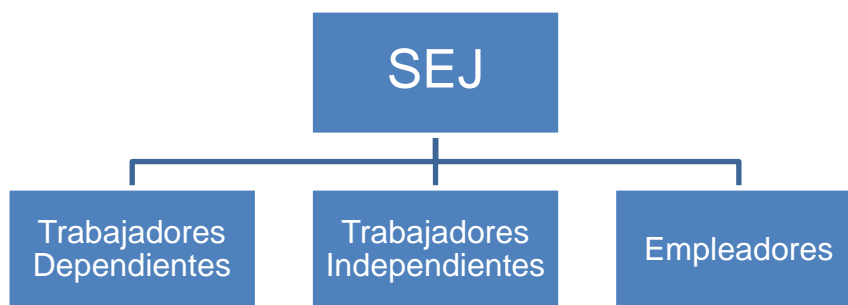 SEJ
Trabajadores
Dependientes
Trabajadores
Independientes
Empleadores